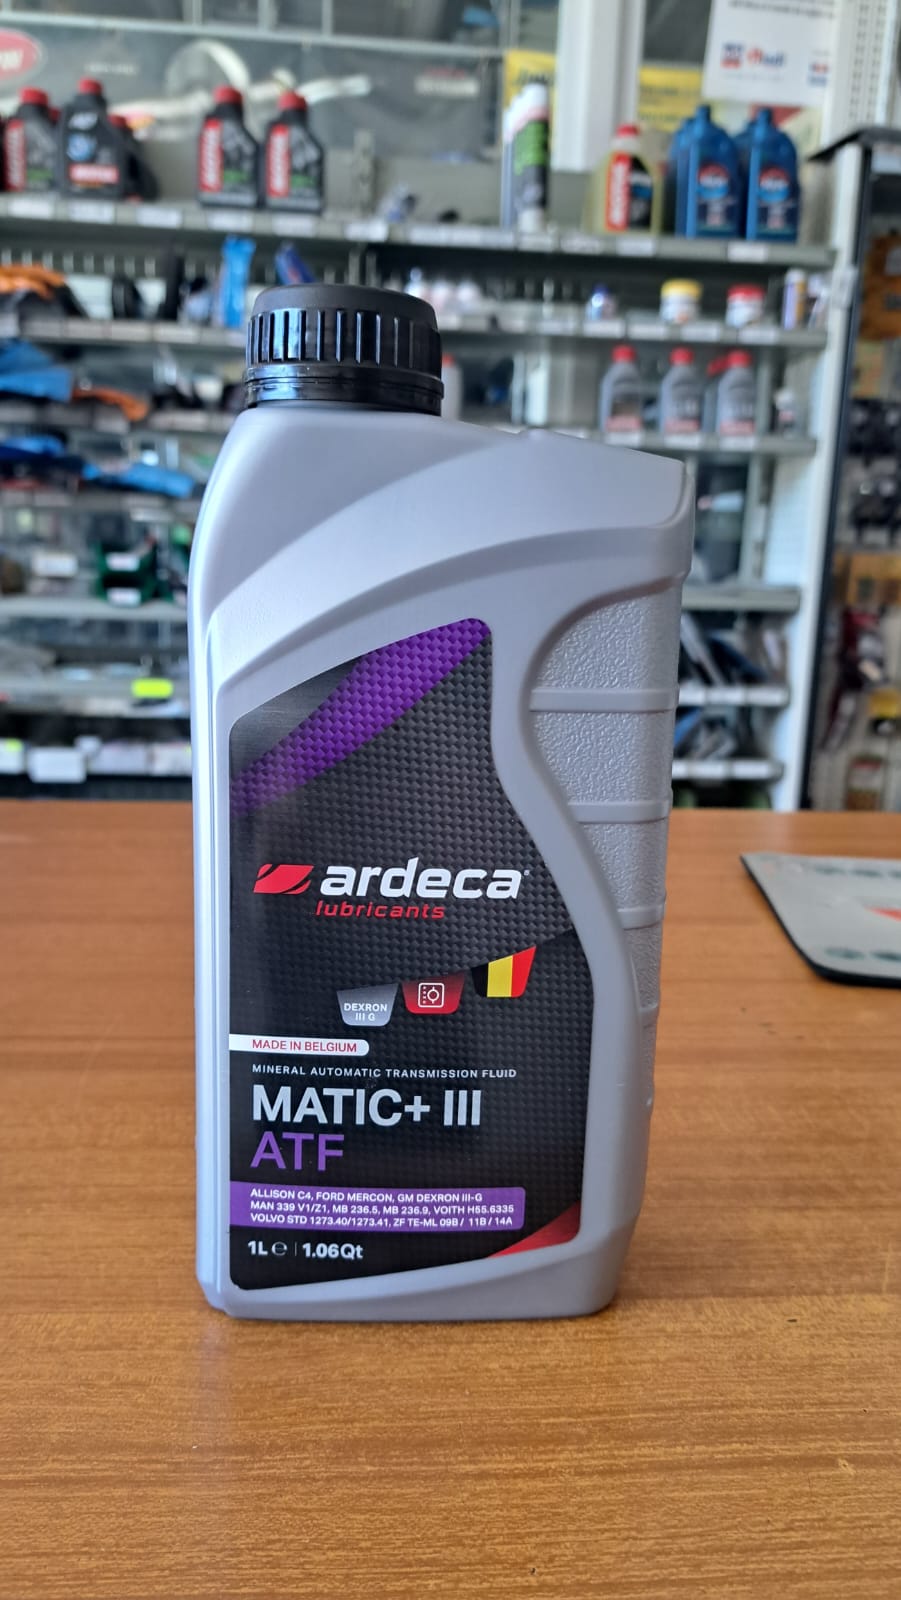 ardeca
lubricants
DEXRON
III G
MADE IN BELGIUM
MINERAL AUTOMATIC TRANSMISSION FLUID
MATIC+ III
ATF
ALLISON C4, FORD MERCON, GM DEXRON III-G
MAN 339 V1/Z1, MB 236.5, MB 236.9, VOITH H55.6335
VOLVO STD 1273.40/1273.41, ZF TE-ML 09B / 11B / 14A
1L e | 1.06Qt